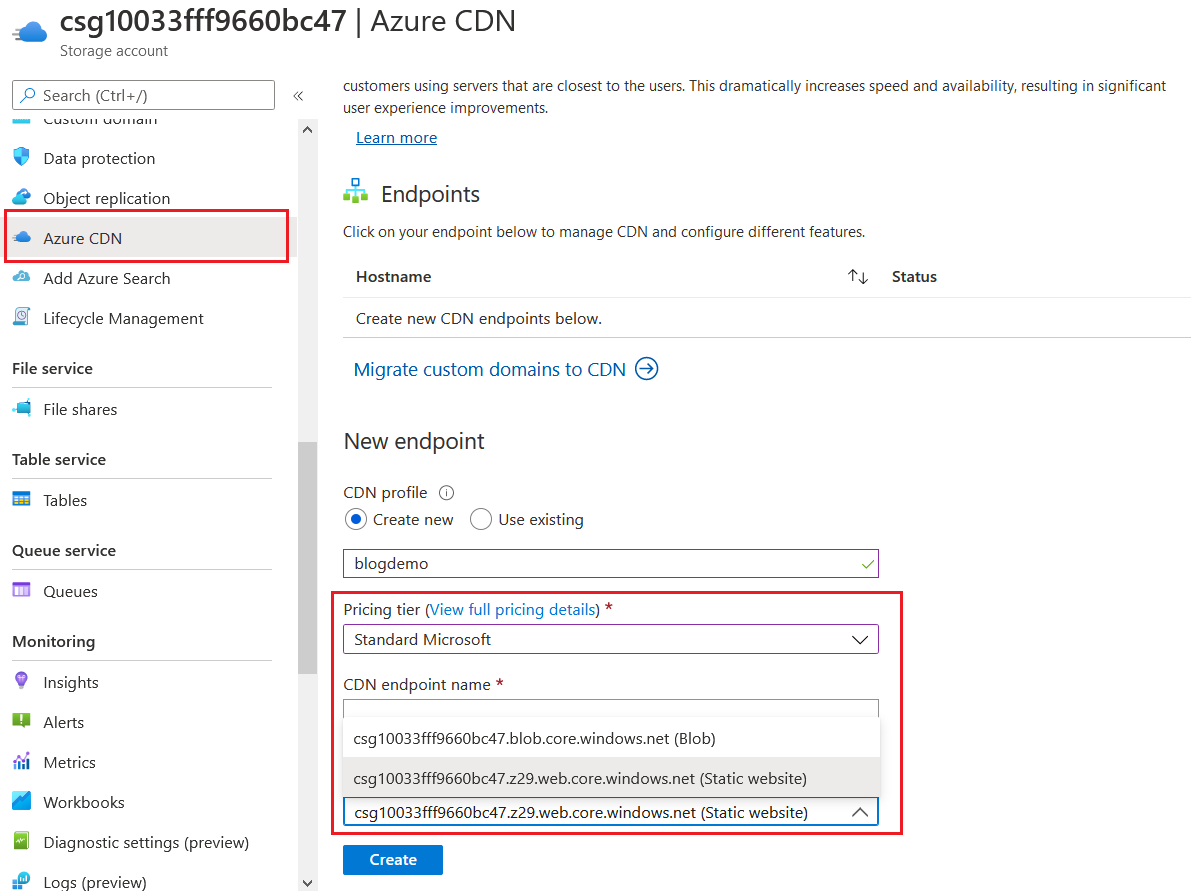 csg10033fff9660bc47 | Azure CDN
Storage account
Search (Ctrl+/)
«
Custom domain
Data protection
Object replication
Azure CDN
Add Azure Search
Lifecycle Management
File service
File shares
Table service
Tables
Queue service
Queues
Monitoring
Insights
Alerts
Metrics
Workbooks
Diagnostic settings (preview)
Logs (preview)
customers using servers that are closest to the users. This dramatically increases speed and availability, resulting in significant
user experience improvements.
Learn more
Endpoints
Click on your endpoint below to manage CDN and configure different features.
Hostname ↑↓ Status
Create new CDN endpoints below.
Migrate custom domains to CDN
New endpoint
CDN profile
Create new Use existing
blogdemo
Pricing tier (View full pricing details) *
Standard Microsoft
CDN endpoint name *
csg10033fff9660bc47.blob.core.windows.net (Blob)
csg10033fff9660bc47.z29.web.core.windows.net (Static website)
csg10033fff9660bc47.z29.web.core.windows.net (Static website)
Create